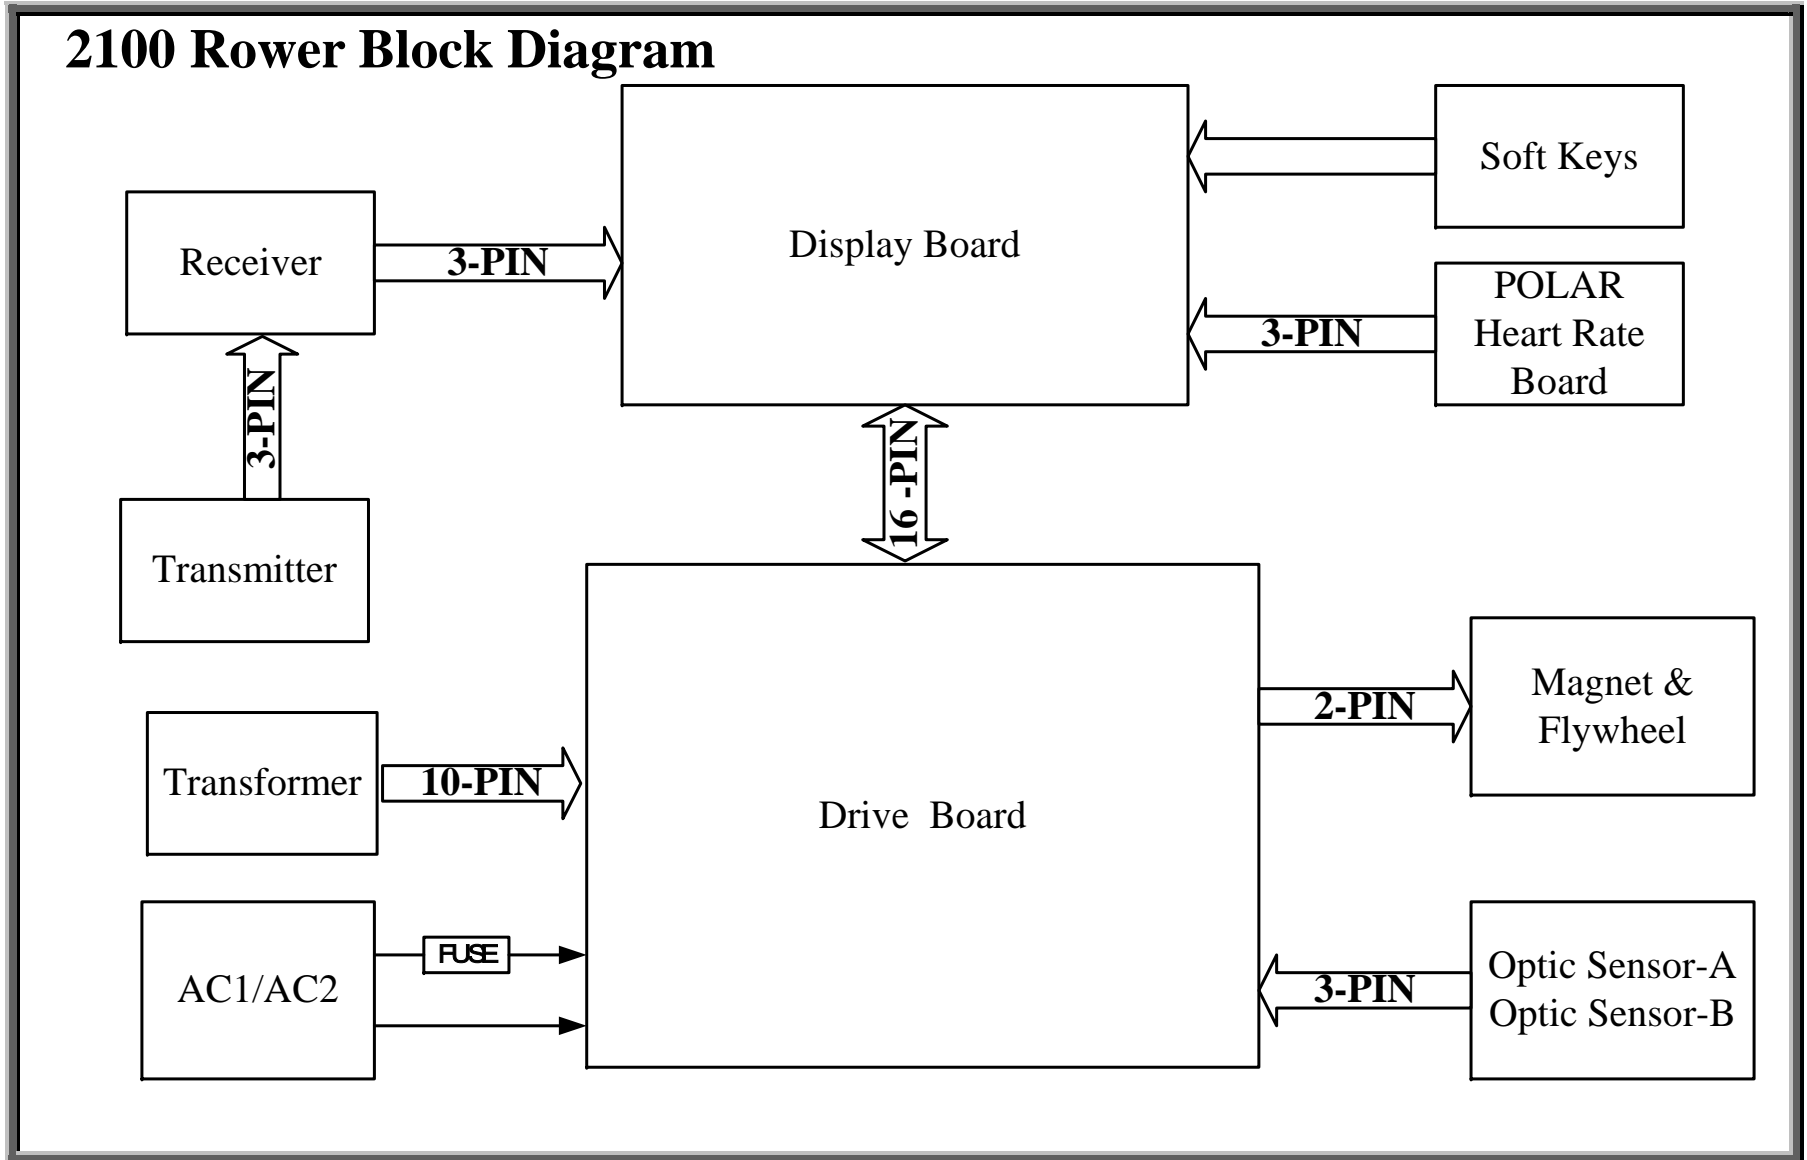 2100 Rower Block Diagram
Soft Keys
Display Board
Receiver
3-PIN
POLAR
Heart Rate
Board
3-PIN
3-PIN
16 -PIN
Transmitter
Magnet &
Flywheel
2-PIN
Transformer
10-PIN
Drive Board
FUSE
AC1/AC2
Optic Sensor-A
Optic Sensor-B
3-PIN